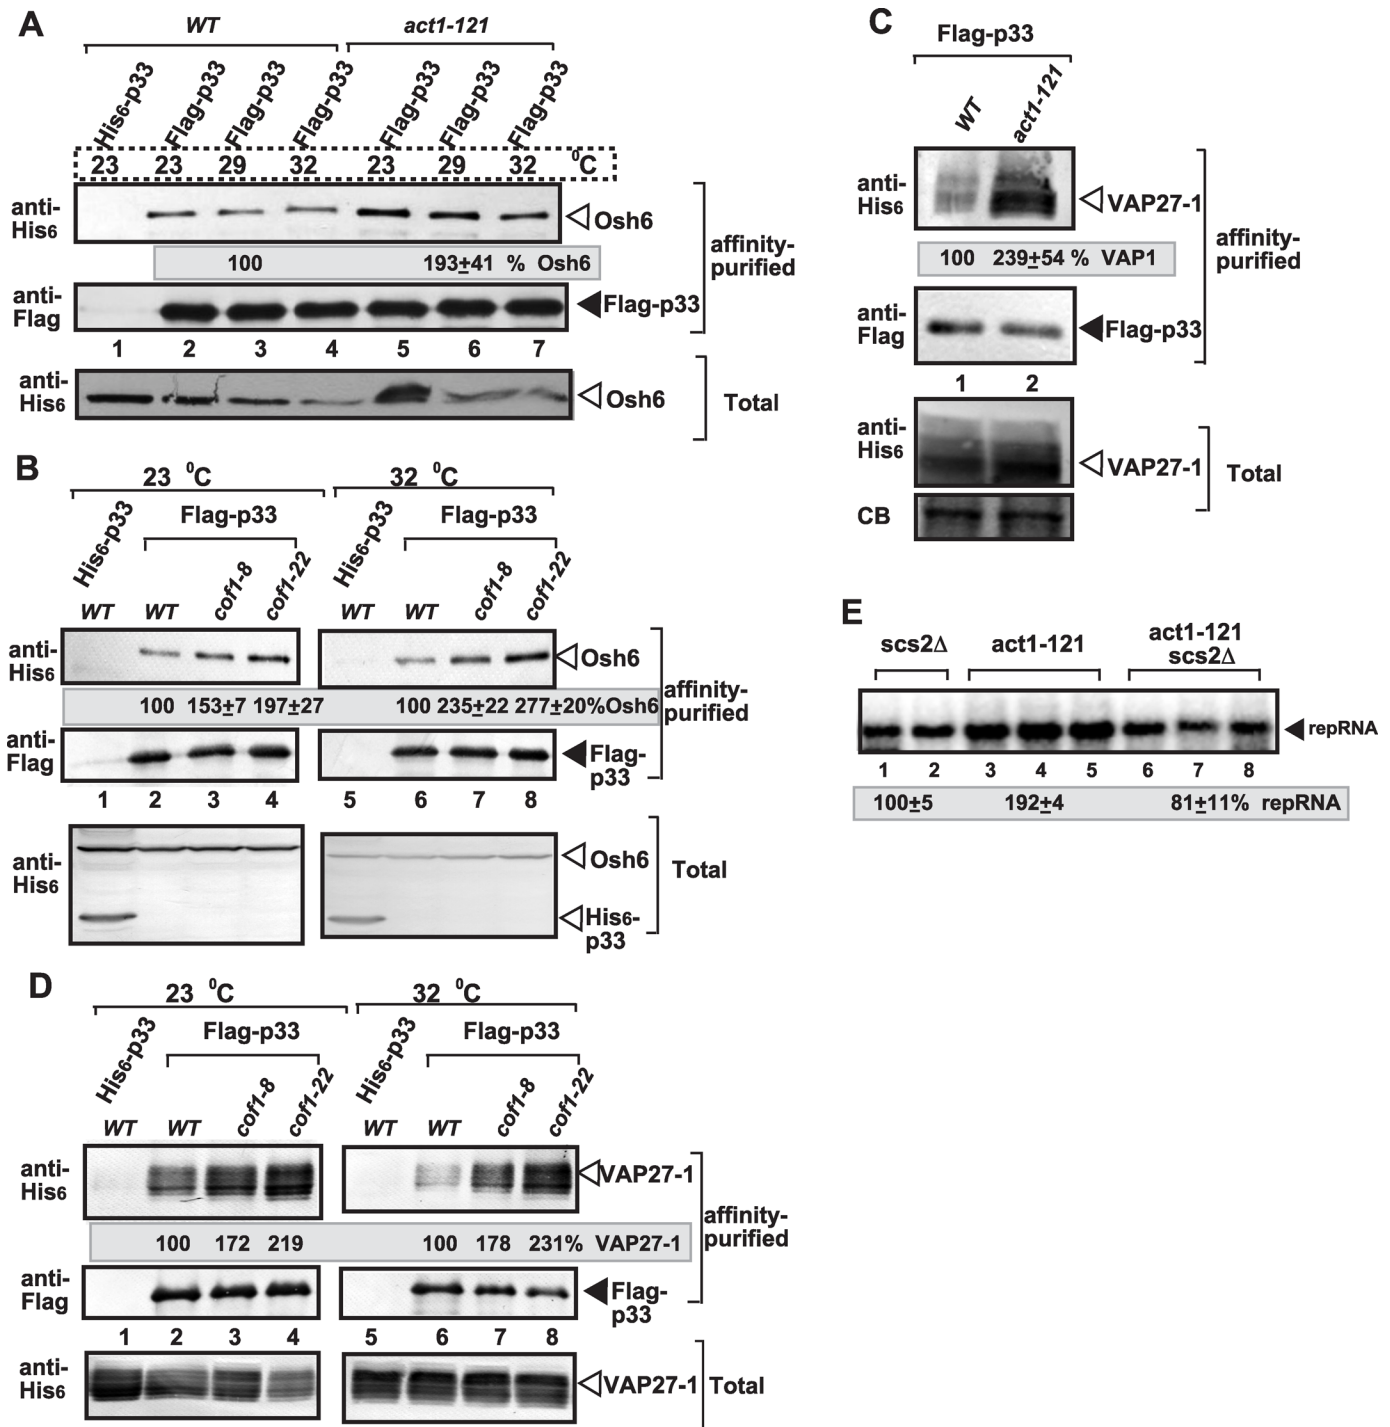 A
WT act1-121
His6-p33 Flag-p33 Flag-p33 Flag-p33 Flag-p33 Flag-p33 Flag-p33
23 23 29 32 23 29 32 ⁰C
anti-His6 Osh6
100 193±41 % Osh6
affinity-purified
anti-Flag Flag-p33
1 2 3 4 5 6 7
anti-His6 Osh6 Total
B
23 ⁰C 32 ⁰C
His6-p33 Flag-p33 His6-p33 Flag-p33
WT WT cof1-8 cof1-22 WT WT cof1-8 cof1-22
anti-His6 Osh6
100 153±7 197±27 100 235±22 277±20%Osh6
affinity-purified
anti-Flag Flag-p33
1 2 3 4 5 6 7 8
anti-His6 Osh6 Total
His6-p33
C
Flag-p33
WT act1-121
anti-His6 VAP27-1
100 239±54 % VAP1
affinity-purified
anti-Flag Flag-p33
1 2
anti-His6 VAP27-1 Total
CB
D
23 ⁰C 32 ⁰C
His6-p33 Flag-p33 His6-p33 Flag-p33
WT WT cof1-8 cof1-22 WT WT cof1-8 cof1-22
anti-His6 VAP27-1
100 172 219 100 178 231% VAP27-1
affinity-purified
anti-Flag Flag-p33
1 2 3 4 5 6 7 8
anti-His6 VAP27-1 Total
E
scs2Δ act1-121 act1-121 scs2Δ
repRNA
1 2 3 4 5 6 7 8
100±5 192±4 81±11% repRNA